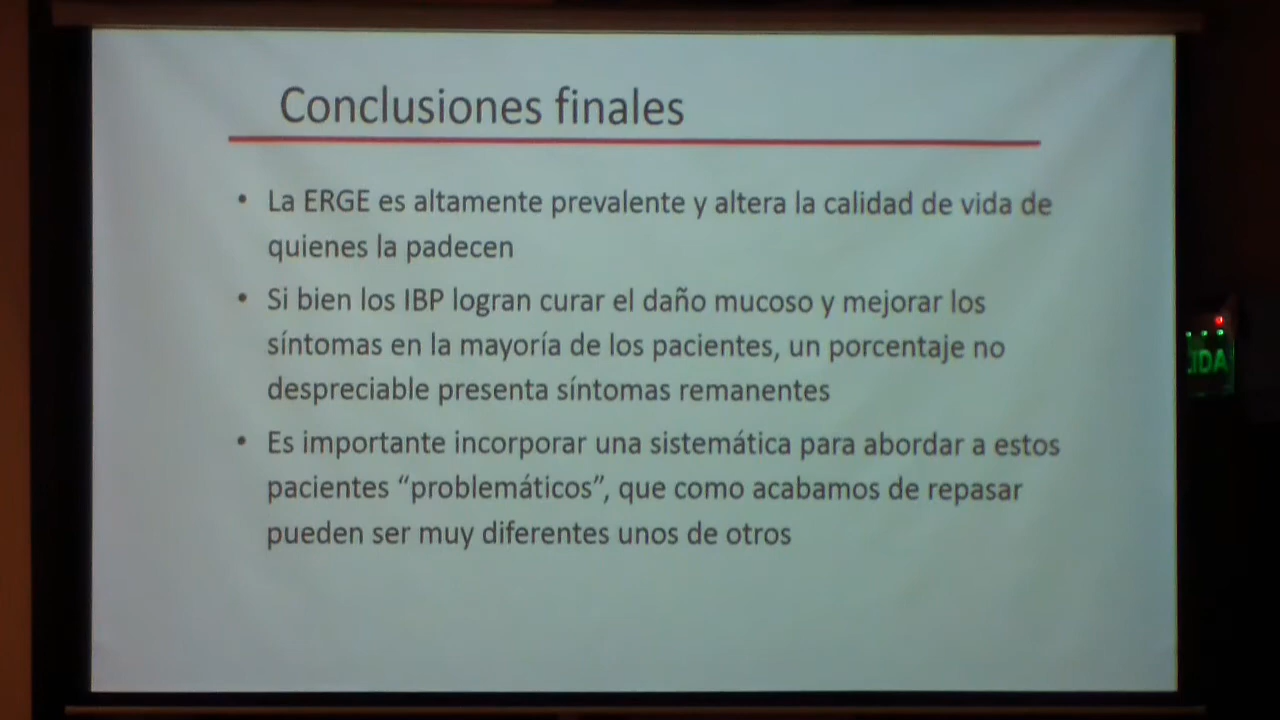 Conclusiones finales
• La ERGE es altamente prevalente y altera la calidad de vida de
quienes la padecen
• Si bien los IBP logran curar el daño mucoso y mejorar los
síntomas en la mayoría de los pacientes, un porcentaje no
despreciable presenta síntomas remanentes
• Es importante incorporar una sistemática para abordar a estos
pacientes “problemáticos”, que como acabamos de repasar
pueden ser muy diferentes unos de otros
IDA